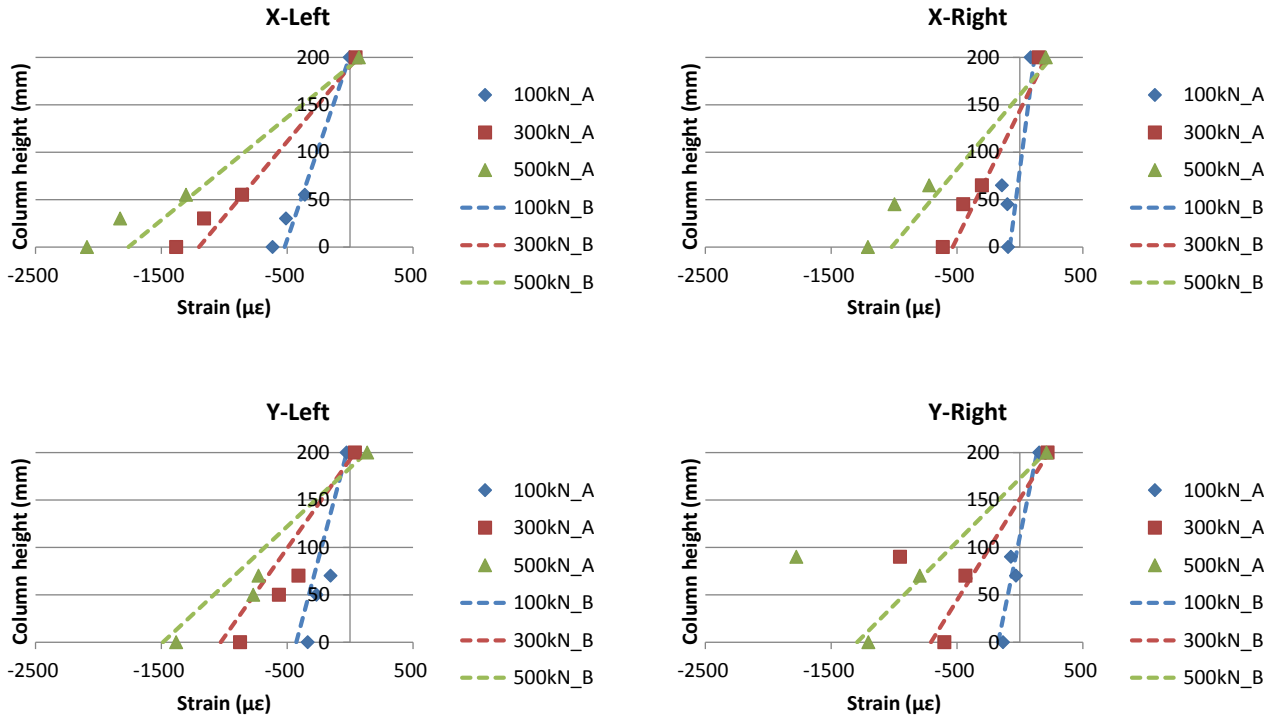 X-Left
Column height (mm)
200
150
100
50
0
-2500
-1500
-500
500
Strain (µε)
100kN_A
300kN_A
500kN_A
100kN_B
300kN_B
500kN_B
X-Right
Column height (mm)
200
150
100
50
0
-2500
-1500
-500
500
Strain (µε)
100kN_A
300kN_A
500kN_A
100kN_B
300kN_B
500kN_B
Y-Left
Column height (mm)
200
150
100
50
0
-2500
-1500
-500
500
Strain (µε)
100kN_A
300kN_A
500kN_A
100kN_B
300kN_B
500kN_B
Y-Right
Column height (mm)
200
150
100
50
0
-2500
-1500
-500
500
Strain (µε)
100kN_A
300kN_A
500kN_A
100kN_B
300kN_B
500kN_B